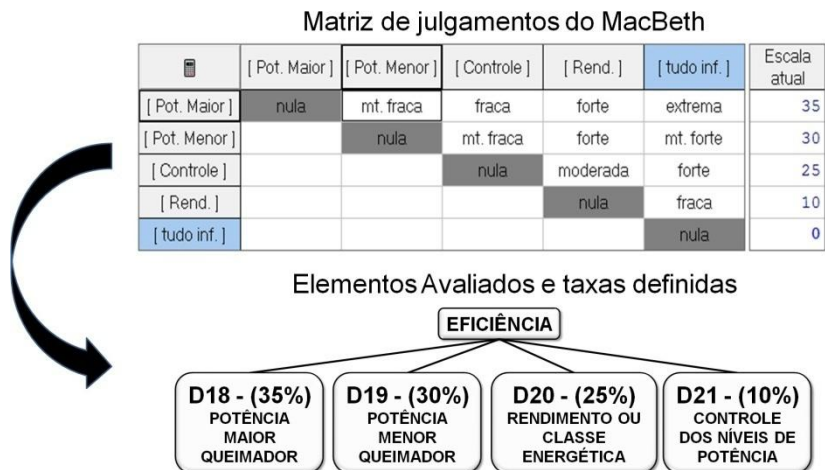 Matriz de julgamentos do MacBeth
[ Pot. Maior ] [ Pot. Menor ] [ Controle ] [ Rend. ] [ tudo inf. ] Escala atual
[ Pot. Maior ] nula mt. fraca fraca forte extrema 35
[ Pot. Menor ] nula mt. fraca forte mt. forte 30
[ Controle ] nula moderada forte 25
[ Rend. ] nula fraca 10
[ tudo inf. ] nula 0
Elementos Avaliados e taxas definidas
EFICIÊNCIA
D18 - (35%)
POTÊNCIA
MAIOR
QUEIMADOR
D19 - (30%)
POTÊNCIA
MENOR
QUEIMADOR
D20 - (25%)
RENDIMENTO OU
CLASSE
ENERGÉTICA
D21 - (10%)
CONTROLE
DOS NÍVEIS DE
POTÊNCIA